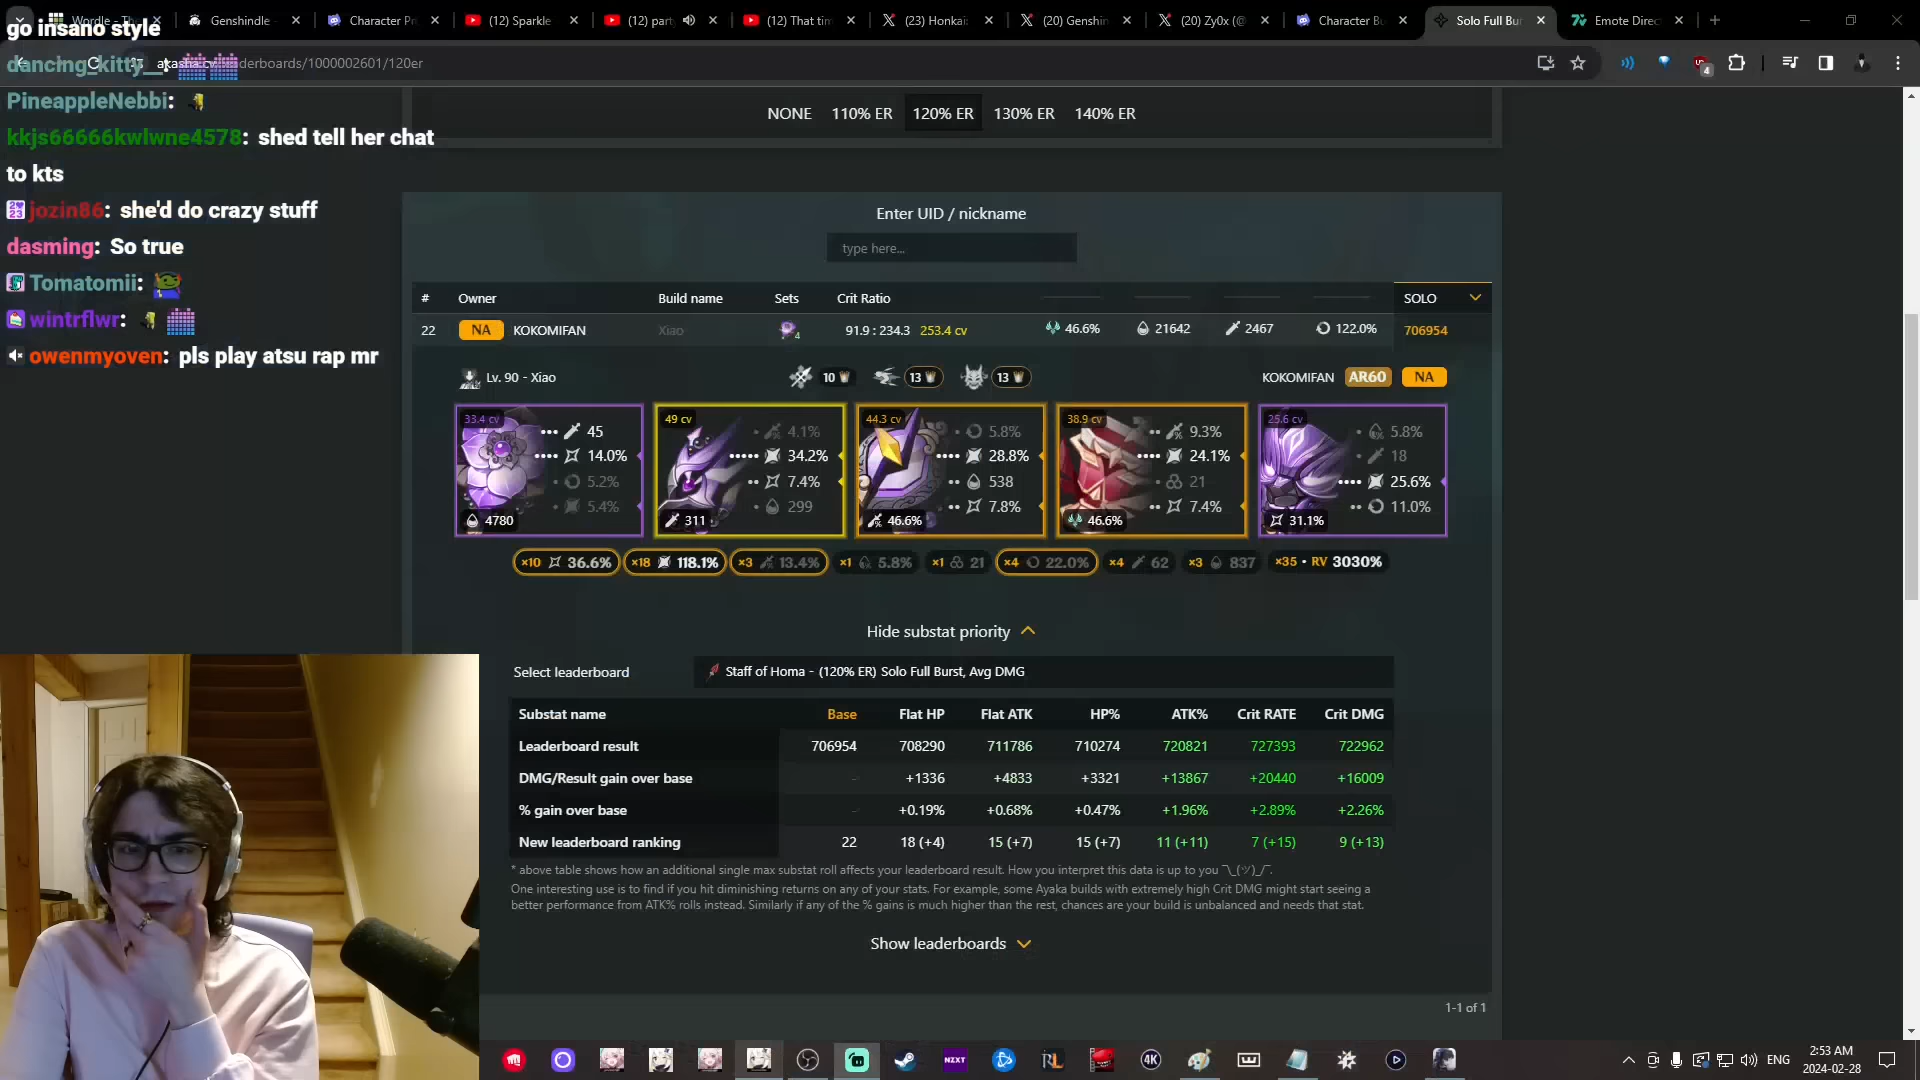 Wordle - Th
Genshindle
Character Pr
(12) Sparkle
(12) part
(12) That tim
(23) Honkai:
(20) Genshin
(20) Zy0x (@
Character Bu
Solo Full Bur
Emote Direc
derboards/1000002601/120er
4
go insano style
dancing_kitty__:
PineappleNebbi:
kkjs66666kwlwne4578: shed tell her chat
to kts
jozin86: she'd do crazy stuff
dasming: So true
Tomatomii:
wintrflwr:
owenmyoven: pls play atsu rap mr
NONE 110% ER 120% ER 130% ER 140% ER
Enter UID / nickname
type here...
# Owner Build name Sets Crit Ratio SOLO
22 NA KOKOMIFAN Xiao 4 91.9 : 234.3 253.4 cv 46.6% 21642 2467 122.0% 706954
Lv. 90 - Xiao 10 13 13 KOKOMIFAN AR60 NA
33.4 cv
45
14.0%
5.2%
5.4%
4780
49 cv
4.1%
34.2%
7.4%
299
311
44.3 cv
5.8%
28.8%
538
7.8%
46.6%
38.9 cv
9.3%
24.1%
21
7.4%
46.6%
25.6 cv
5.8%
18
25.6%
11.0%
31.1%
×10 36.6% ×18 118.1% ×3 13.4% ×1 5.8% ×1 21 ×4 22.0% ×4 62 ×3 837 ×35 • RV 3030%
Hide substat priority
Select leaderboard Staff of Homa - (120% ER) Solo Full Burst, Avg DMG
Substat name Base Flat HP Flat ATK HP% ATK% Crit RATE Crit DMG
Leaderboard result 706954 708290 711786 710274 720821 727393 722962
DMG/Result gain over base - +1336 +4833 +3321 +13867 +20440 +16009
% gain over base - +0.19% +0.68% +0.47% +1.96% +2.89% +2.26%
New leaderboard ranking 22 18 (+4) 15 (+7) 15 (+7) 11 (+11) 7 (+15) 9 (+13)
* above table shows how an additional single max substat roll affects your leaderboard result. How you interpret this data is up to you ¯\_(ツ)_/¯.
One interesting use is to find if you hit diminishing returns on any of your stats. For example, some Ayaka builds with extremely high Crit DMG might start seeing a
better performance from ATK% rolls instead. Similarly if any of the % gains is much higher than the rest, chances are your build is unbalanced and needs that stat.
Show leaderboards
1-1 of 1
NZXT
RL
4K
ENG
2:53 AM
2024-02-28